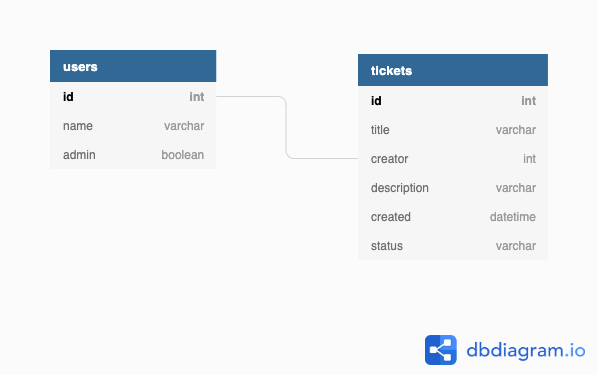 users
id int
name varchar
admin boolean
tickets
id int
title varchar
creator int
description varchar
created datetime
status varchar
dbdiagram.io